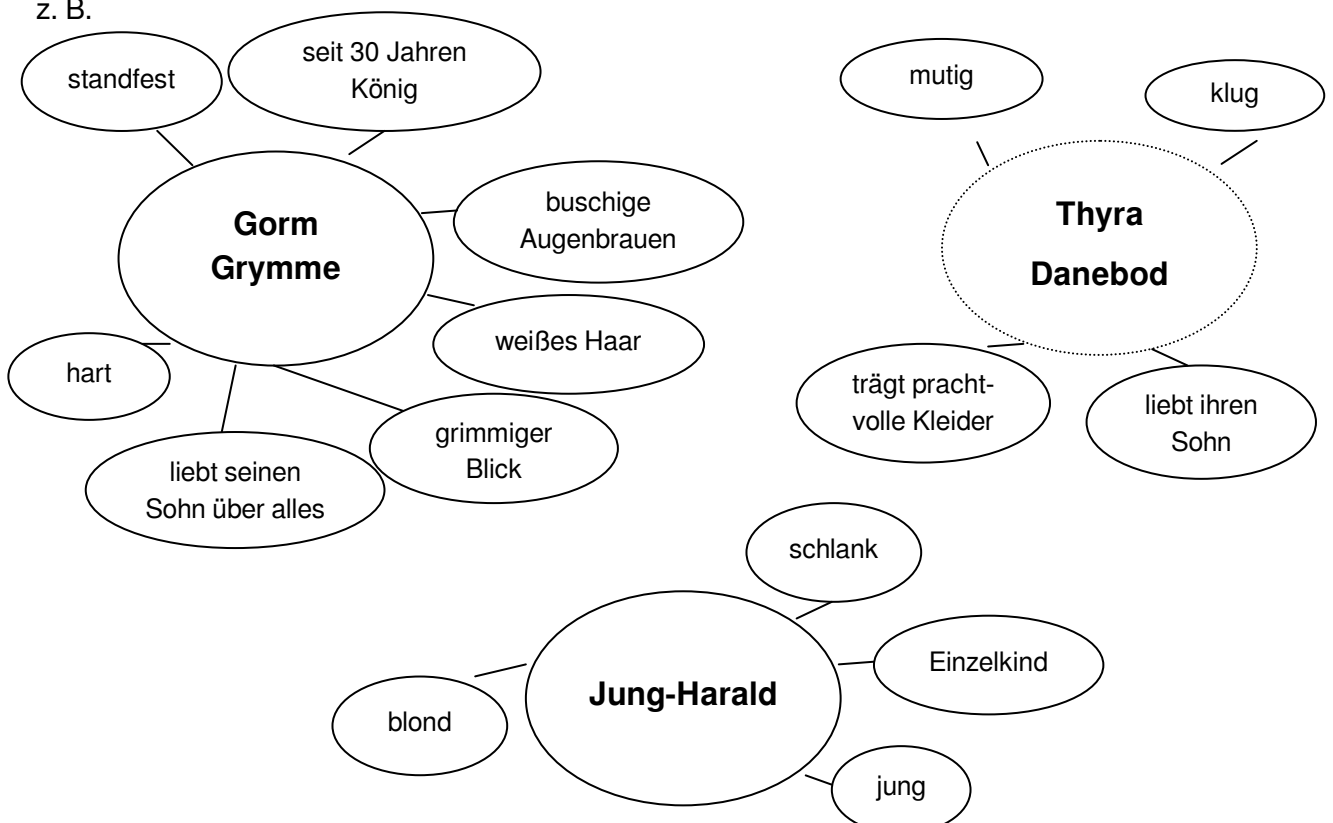 z. B.
standfest
seit 30 Jahren
König
Gorm
Grymme
buschige
Augenbrauen
weißes Haar
hart
grimmiger
Blick
liebt seinen
Sohn über alles
mutig
klug
Thyra
Danebod
trägt pracht-
volle Kleider
liebt ihren
Sohn
schlank
Einzelkind
Jung-Harald
blond
jung